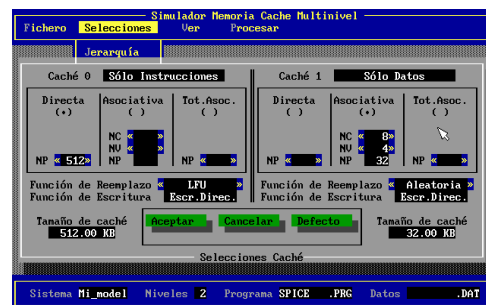 Simulador Memoria Cache Multinivel
Fichero Selecciones Ver Procesar
Jerarquía
Caché 0 Sólo Instrucciones Caché 1 Sólo Datos
Directa Asociativa Tot.Asoc. Directa Asociativa Tot.Asoc.
(•) ( ) ( ) ( ) (•) ( )
NC « » NC « 8»
NV « » NV « 4»
NP « 512» NP NP « » NP « » NP 32 NP « »
Función de Reemplazo « LFU » Función de Reemplazo « Aleatoria »
Función de Escritura Escr.Direc. Función de Escritura Escr.Direc.
Tamaño de caché Aceptar Cancelar Defecto Tamaño de caché
512.00 KB 32.00 KB
Selecciones Caché
Sistema Mi_model Niveles 2 Programa SPICE .PRG Datos .DAT